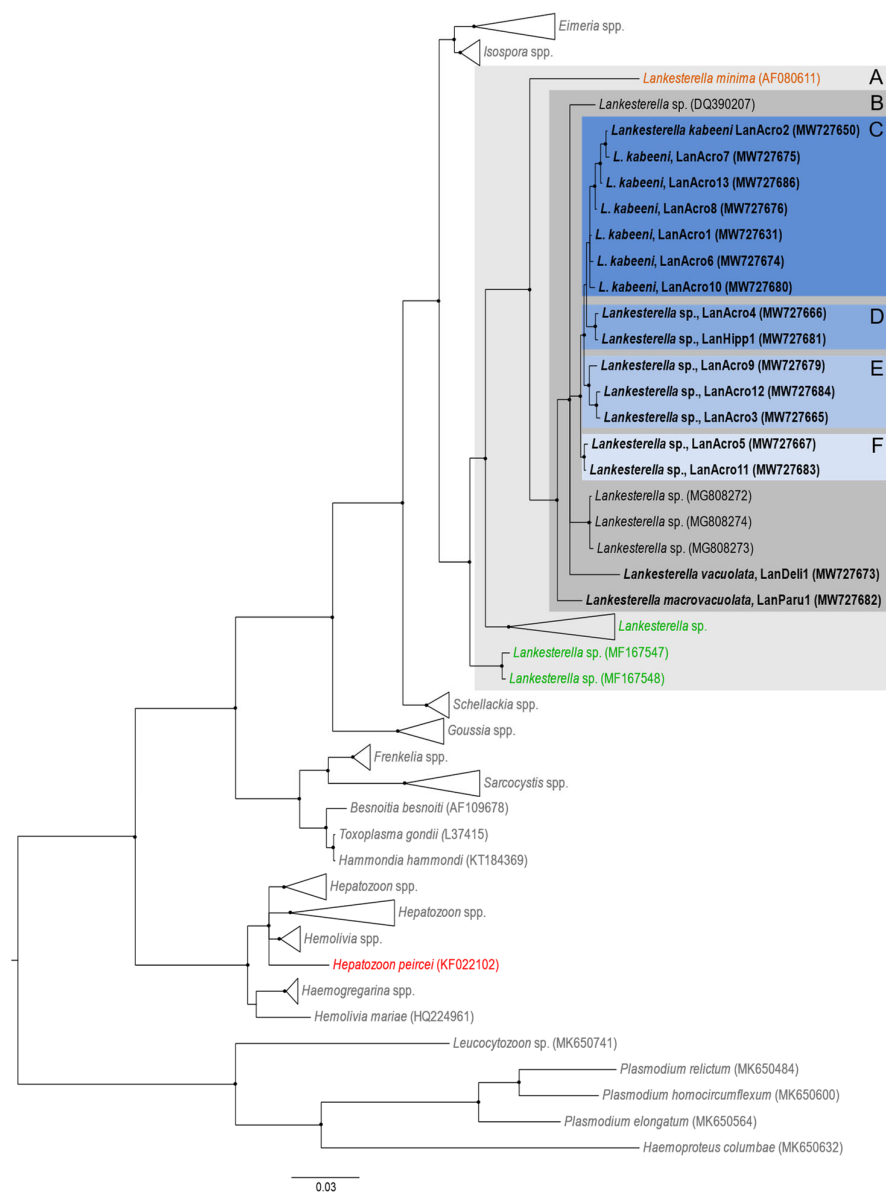 Eimeria spp.
Isospora spp.
Lankesterella minima (AF080611)
A
Lankesterella sp. (DQ390207)
B
Lankesterella kabeeni LanAcro2 (MW727650)
C
L. kabeeni, LanAcro7 (MW727675)
L. kabeeni, LanAcro13 (MW727686)
L. kabeeni, LanAcro8 (MW727676)
L. kabeeni, LanAcro1 (MW727631)
L. kabeeni, LanAcro6 (MW727674)
L. kabeeni, LanAcro10 (MW727680)
Lankesterella sp., LanAcro4 (MW727666)
D
Lankesterella sp., LanHipp1 (MW727681)
Lankesterella sp., LanAcro9 (MW727679)
E
Lankesterella sp., LanAcro12 (MW727684)
Lankesterella sp., LanAcro3 (MW727665)
Lankesterella sp., LanAcro5 (MW727667)
F
Lankesterella sp., LanAcro11 (MW727683)
Lankesterella sp. (MG808272)
Lankesterella sp. (MG808274)
Lankesterella sp. (MG808273)
Lankesterella vacuolata, LanDeli1 (MW727673)
Lankesterella macrovacuolata, LanParu1 (MW727682)
Lankesterella sp.
Lankesterella sp. (MF167547)
Lankesterella sp. (MF167548)
Schellackia spp.
Goussia spp.
Frenkelia spp.
Sarcocystis spp.
Besnoitia besnoiti (AF109678)
Toxoplasma gondii (L37415)
Hammondia hammondi (KT184369)
Hepatozoon spp.
Hepatozoon spp.
Hemolivia spp.
Hepatozoon peircei (KF022102)
Haemogregarina spp.
Hemolivia mariae (HQ224961)
Leucocytozoon sp. (MK650741)
Plasmodium relictum (MK650484)
Plasmodium homocircumflexum (MK650600)
Plasmodium elongatum (MK650564)
Haemoproteus columbae (MK650632)
0.03